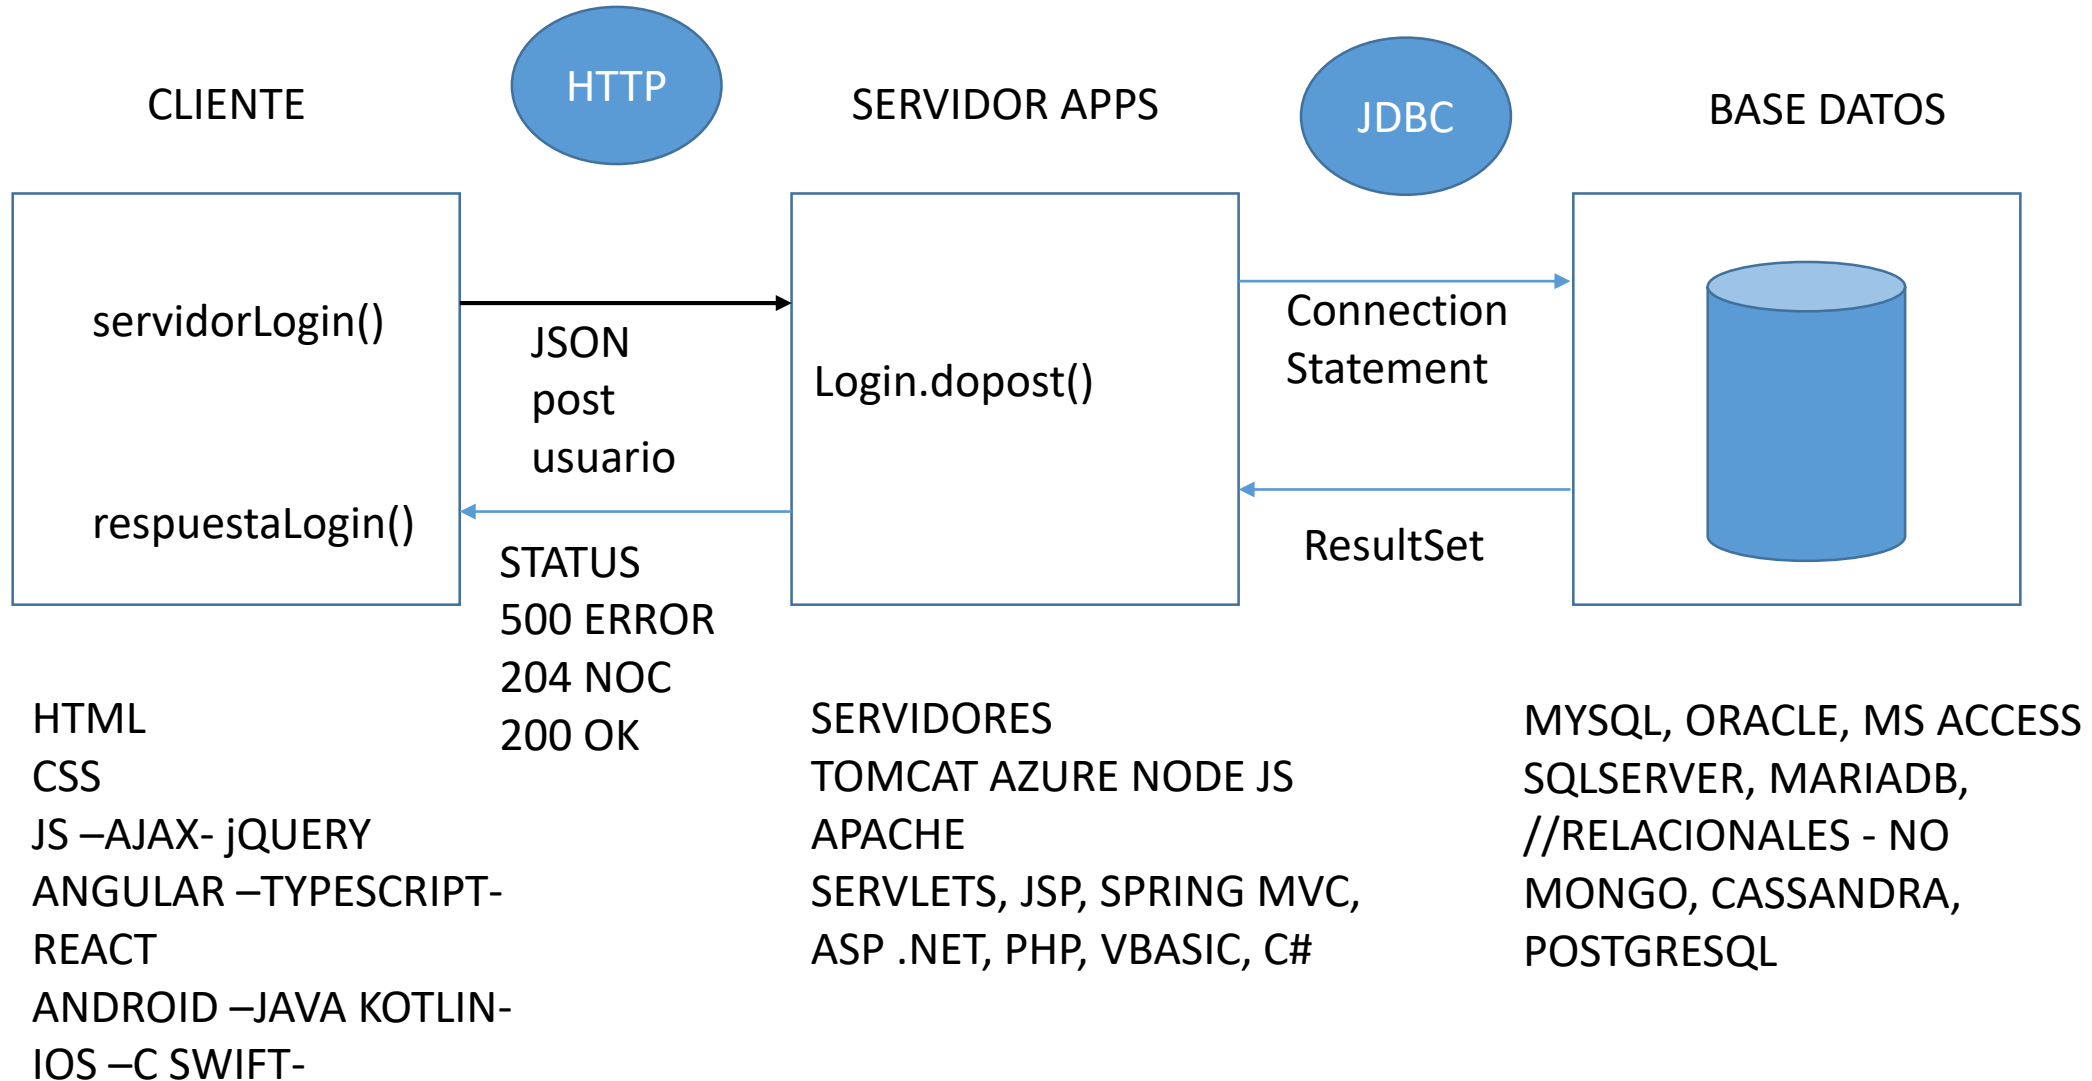 CLIENTE
HTTP
SERVIDOR APPS
JDBC
BASE DATOS
servidorLogin()
respuestaLogin()
JSON
post
usuario
STATUS
500 ERROR
204 NOC
200 OK
Login.dopost()
Connection
Statement
ResultSet
HTML
CSS
JS –AJAX- jQUERY
ANGULAR –TYPESCRIPT-
REACT
ANDROID –JAVA KOTLIN-
IOS –C SWIFT-
SERVIDORES
TOMCAT AZURE NODE JS
APACHE
SERVLETS, JSP, SPRING MVC,
ASP .NET, PHP, VBASIC, C#
MYSQL, ORACLE, MS ACCESS
SQLSERVER, MARIADB,
//RELACIONALES - NO
MONGO, CASSANDRA,
POSTGRESQL